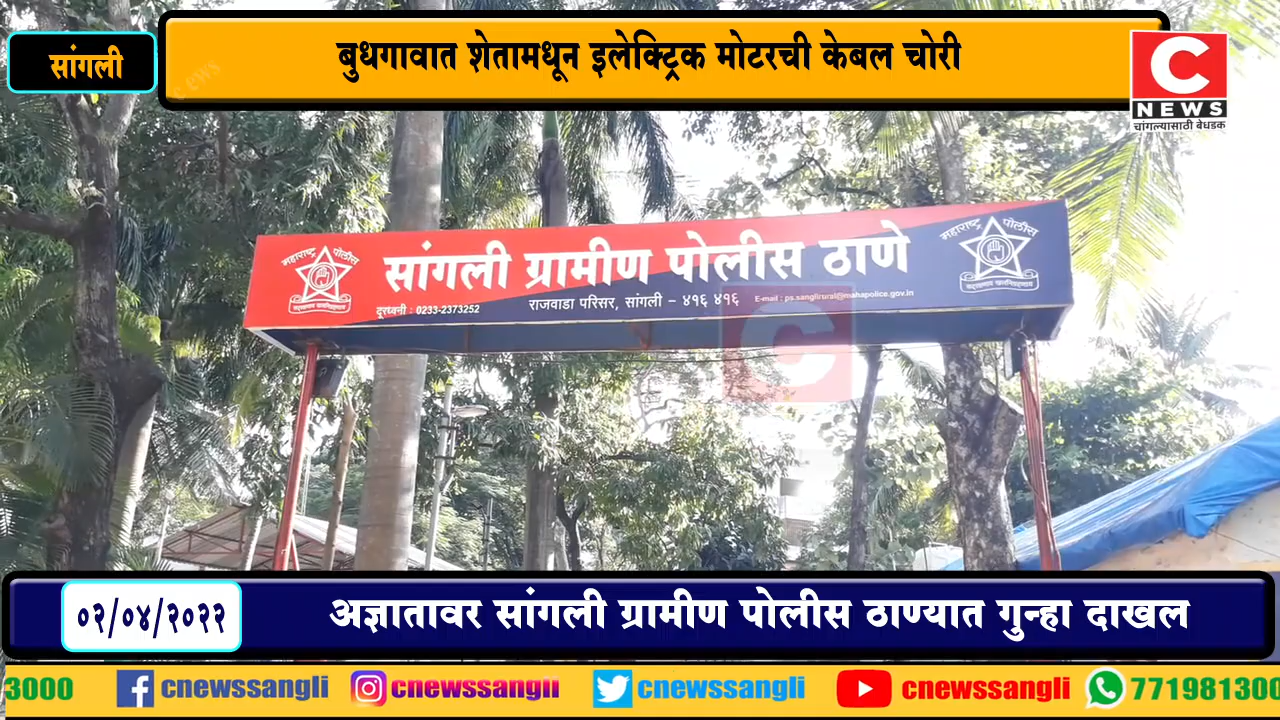 सांगली
बुधगावात शेतामधून इलेक्ट्रिक मोटरची केबल चोरी
C
NEWS
चांगल्यासाठी बेधडक
महाराष्ट्र पोलीस
सांगली ग्रामीण पोलीस ठाणे
महाराष्ट्र पोलीस
दूरध्वनी : 0233-2373252
राजवाडा परिसर, सांगली - ४१६ ४१६
E-mail : ps.sanglirural@mahapolice.gov.in
०२/०४/२०२२
अज्ञातावर सांगली ग्रामीण पोलीस ठाण्यात गुन्हा दाखल
3000 cnewssangli cnewssangli cnewssangli cnewssangli 771981300